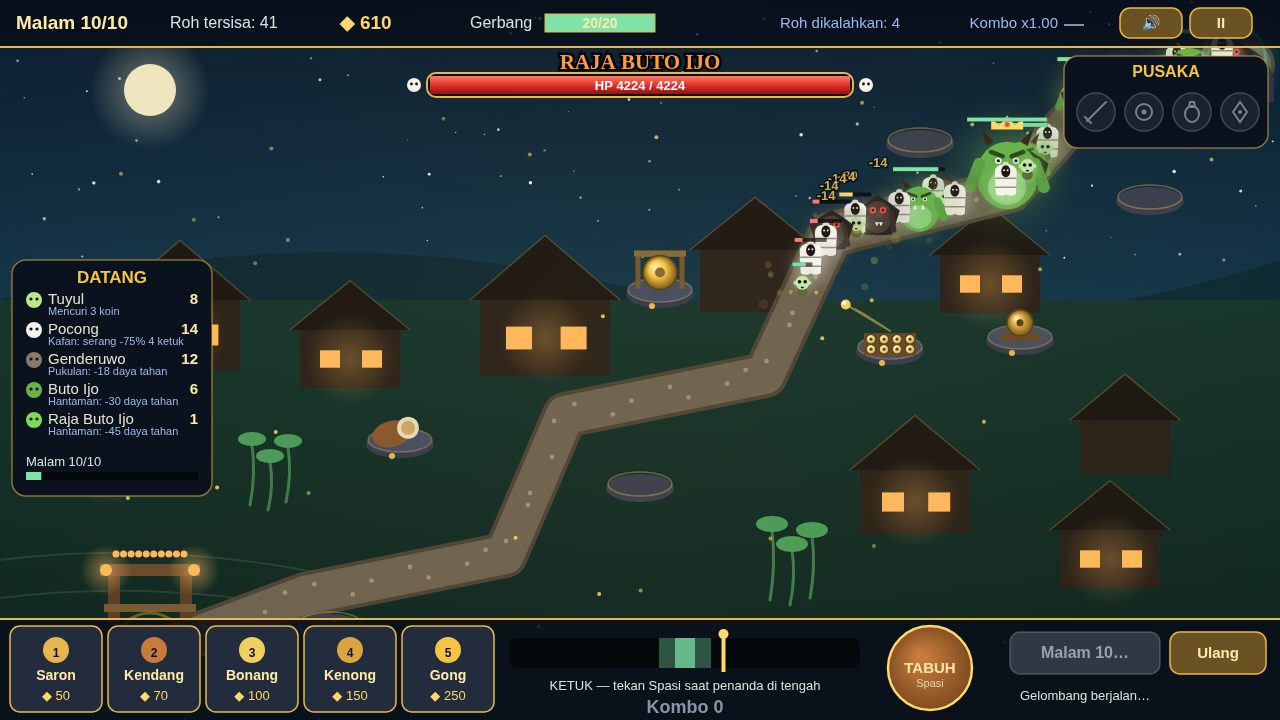 Malam 10/10
Roh tersisa: 41
◆ 610
Gerbang 20/20
Roh dikalahkan: 4
Kombo x1.00 —
RAJA BUTO IJO
HP 4224 / 4224
PUSAKA
-14
-14
-14
-14
DATANG
Tuyul 8
Mencuri 3 koin
Pocong 14
Kafan: serang -75% 4 ketuk
Genderuwo 12
Pukulan: -18 daya tahan
Buto Ijo 6
Hantaman: -30 daya tahan
Raja Buto Ijo 1
Hantaman: -45 daya tahan
Malam 10/10
1
Saron
◆ 50
2
Kendang
◆ 70
3
Bonang
◆ 100
4
Kenong
◆ 150
5
Gong
◆ 250
KETUK — tekan Spasi saat penanda di tengah
Kombo 0
TABUH
Spasi
Malam 10…
Ulang
Gelombang berjalan…